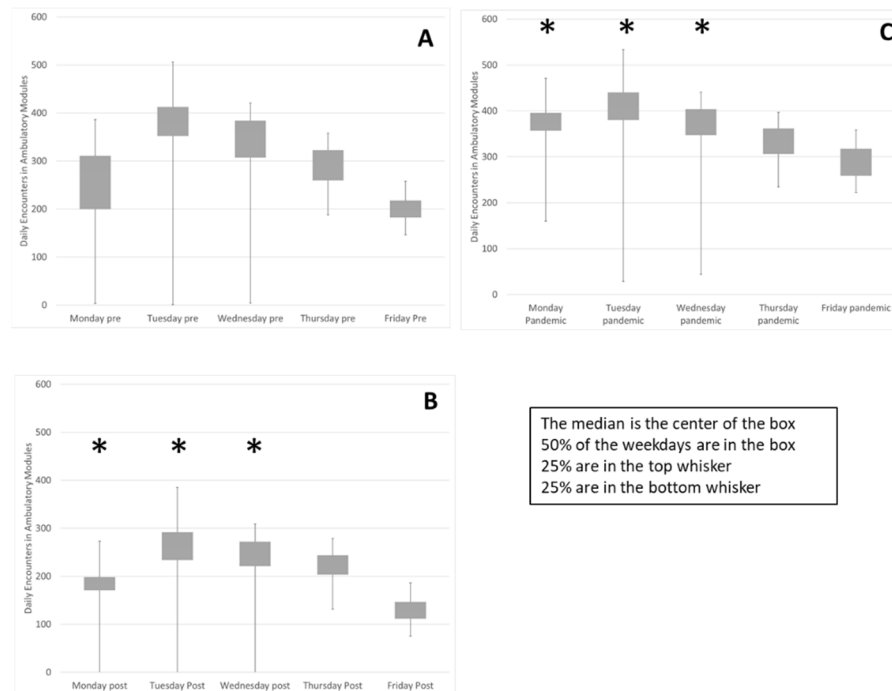 A
Daily Encounters in Ambulatory Modules
600
500
400
300
200
100
0
Monday pre
Tuesday pre
Wednesday pre
Thursday pre
Friday Pre
C
* * *
Daily Encounters in Ambulatory Modules
600
500
400
300
200
100
0
Monday
Pandemic
Tuesday
pandemic
Wednesday
pandemic
Thursday
pandemic
Friday pandemic
B
* * *
Daily Encounters in Ambulatory Modules
600
500
400
300
200
100
0
Monday post
Tuesday Post
Wednesday post
Thursday Post
Friday Post
The median is the center of the box
50% of the weekdays are in the box
25% are in the top whisker
25% are in the bottom whisker